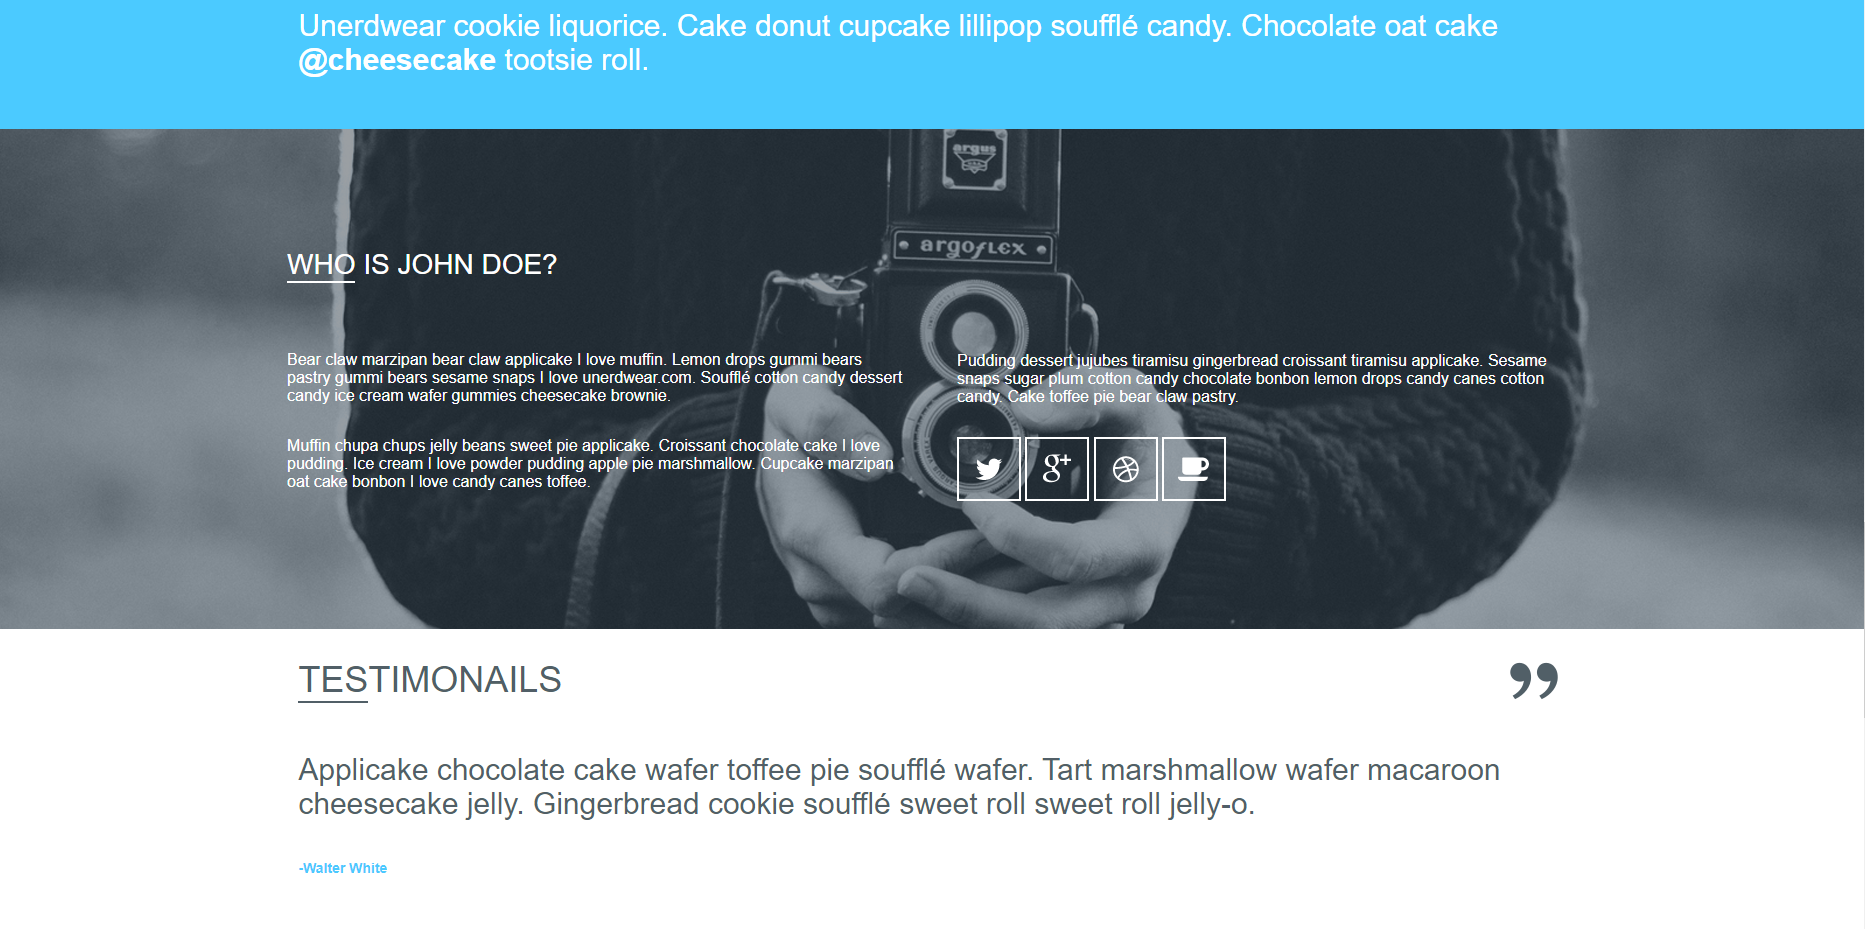 Unerdwear cookie liquorice. Cake donut cupcake lillipop soufflé candy. Chocolate oat cake
@cheesecake tootsie roll.
argus
argoflex
WHO IS JOHN DOE?
Bear claw marzipan bear claw applicake I love muffin. Lemon drops gummi bears
pastry gummi bears sesame snaps I love unerdwear.com. Soufflé cotton candy dessert
candy ice cream wafer gummies cheesecake brownie.
Muffin chupa chups jelly beans sweet pie applicake. Croissant chocolate cake I love
pudding. Ice cream I love powder pudding apple pie marshmallow. Cupcake marzipan
oat cake bonbon I love candy canes toffee.
Pudding dessert jujubes tiramisu gingerbread croissant tiramisu applicake. Sesame
snaps sugar plum cotton candy chocolate bonbon lemon drops candy canes cotton
candy. Cake toffee pie bear claw pastry.
g+
TESTIMONAILS
”
Applicake chocolate cake wafer toffee pie soufflé wafer. Tart marshmallow wafer macaroon
cheesecake jelly. Gingerbread cookie soufflé sweet roll sweet roll jelly-o.
-Walter White